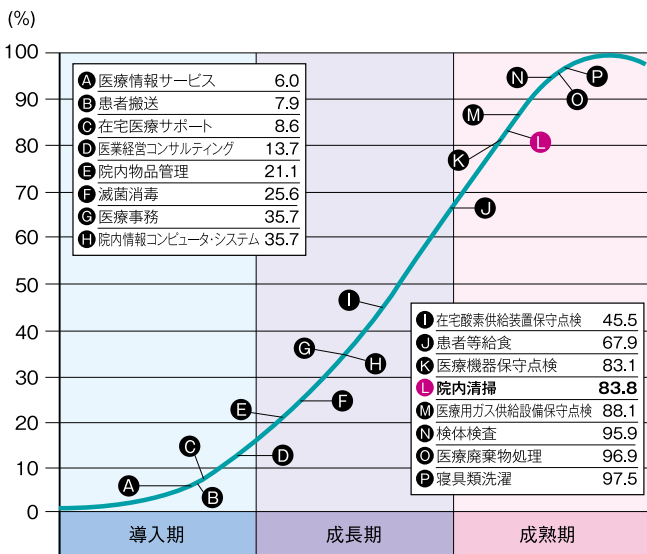 (%)
100
90
80
70
60
50
40
30
20
10
0
A 医療情報サービス 6.0
B 患者搬送 7.9
C 在宅医療サポート 8.6
D 医業経営コンサルティング 13.7
E 院内物品管理 21.1
F 滅菌消毒 25.6
G 医療事務 35.7
H 院内情報コンピュータ・システム 35.7
I 在宅酸素供給装置保守点検 45.5
J 患者等給食 67.9
K 医療機器保守点検 83.1
L 院内清掃 83.8
M 医療用ガス供給設備保守点検 88.1
N 検体検査 95.9
O 医療廃棄物処理 96.9
P 寝具類洗濯 97.5
A
B
C
D
E
F
G
H
I
J
K
L
M
N
O
P
導入期
成長期
成熟期